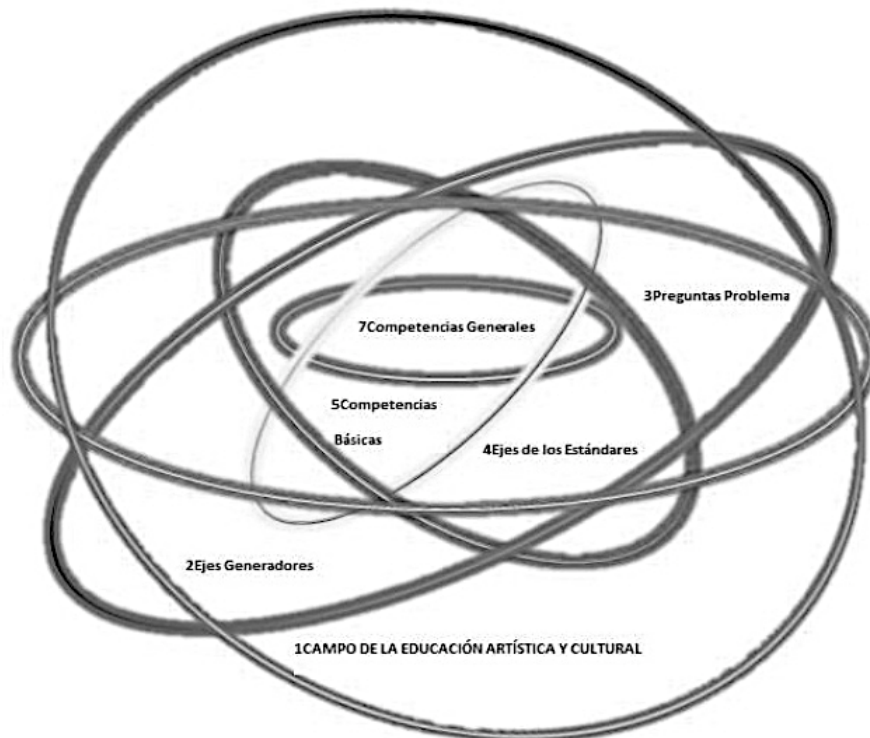 3Preguntas Problema
7Competencias Generales
5Competencias
Básicas
4Ejes de los Estándares
2Ejes Generadores
1CAMPO DE LA EDUCACIÓN ARTÍSTICA Y CULTURAL